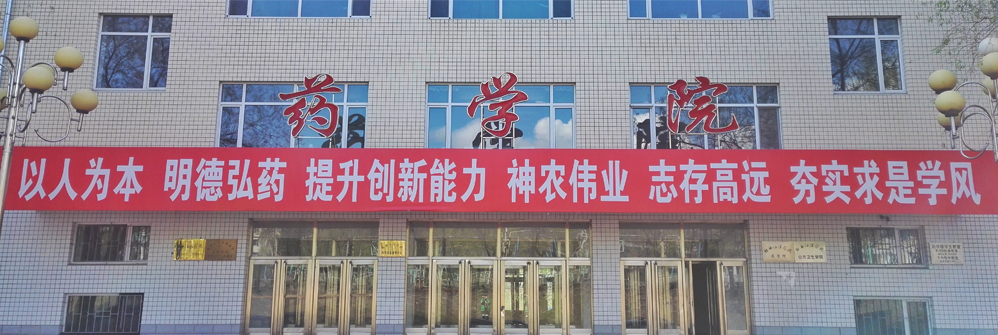 药学院
以人为本 明德弘药 提升创新能力 神农伟业 志存高远 夯实求是学风